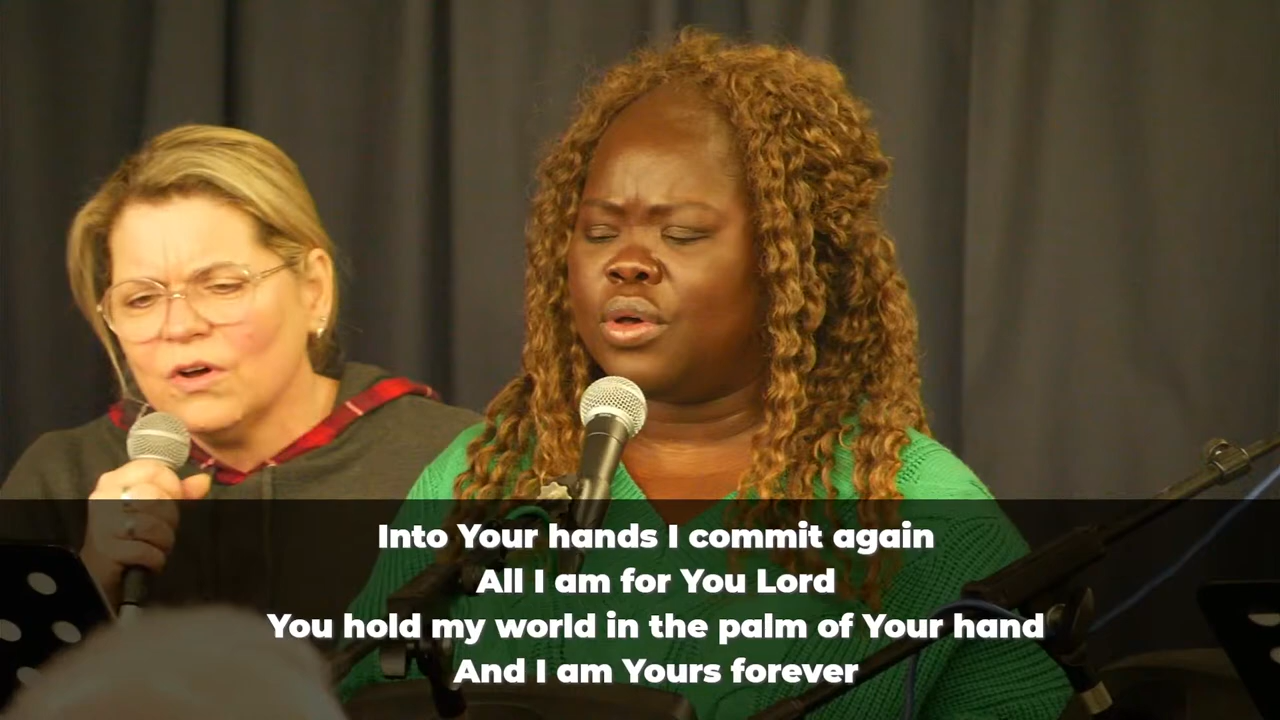 Into Your hands I commit again
All I am for You Lord
You hold my world in the palm of Your hand
And I am Yours forever